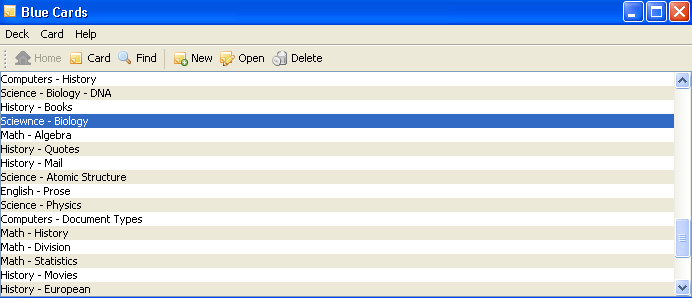 Blue Cards
Deck Card Help
Home Card Find New Open Delete
Computers - History
Science - Biology - DNA
History - Books
Sciewnce - Biology
Math - Algebra
History - Quotes
History - Mail
Science - Atomic Structure
English - Prose
Science - Physics
Computers - Document Types
Math - History
Math - Division
Math - Statistics
History - Movies
History - European